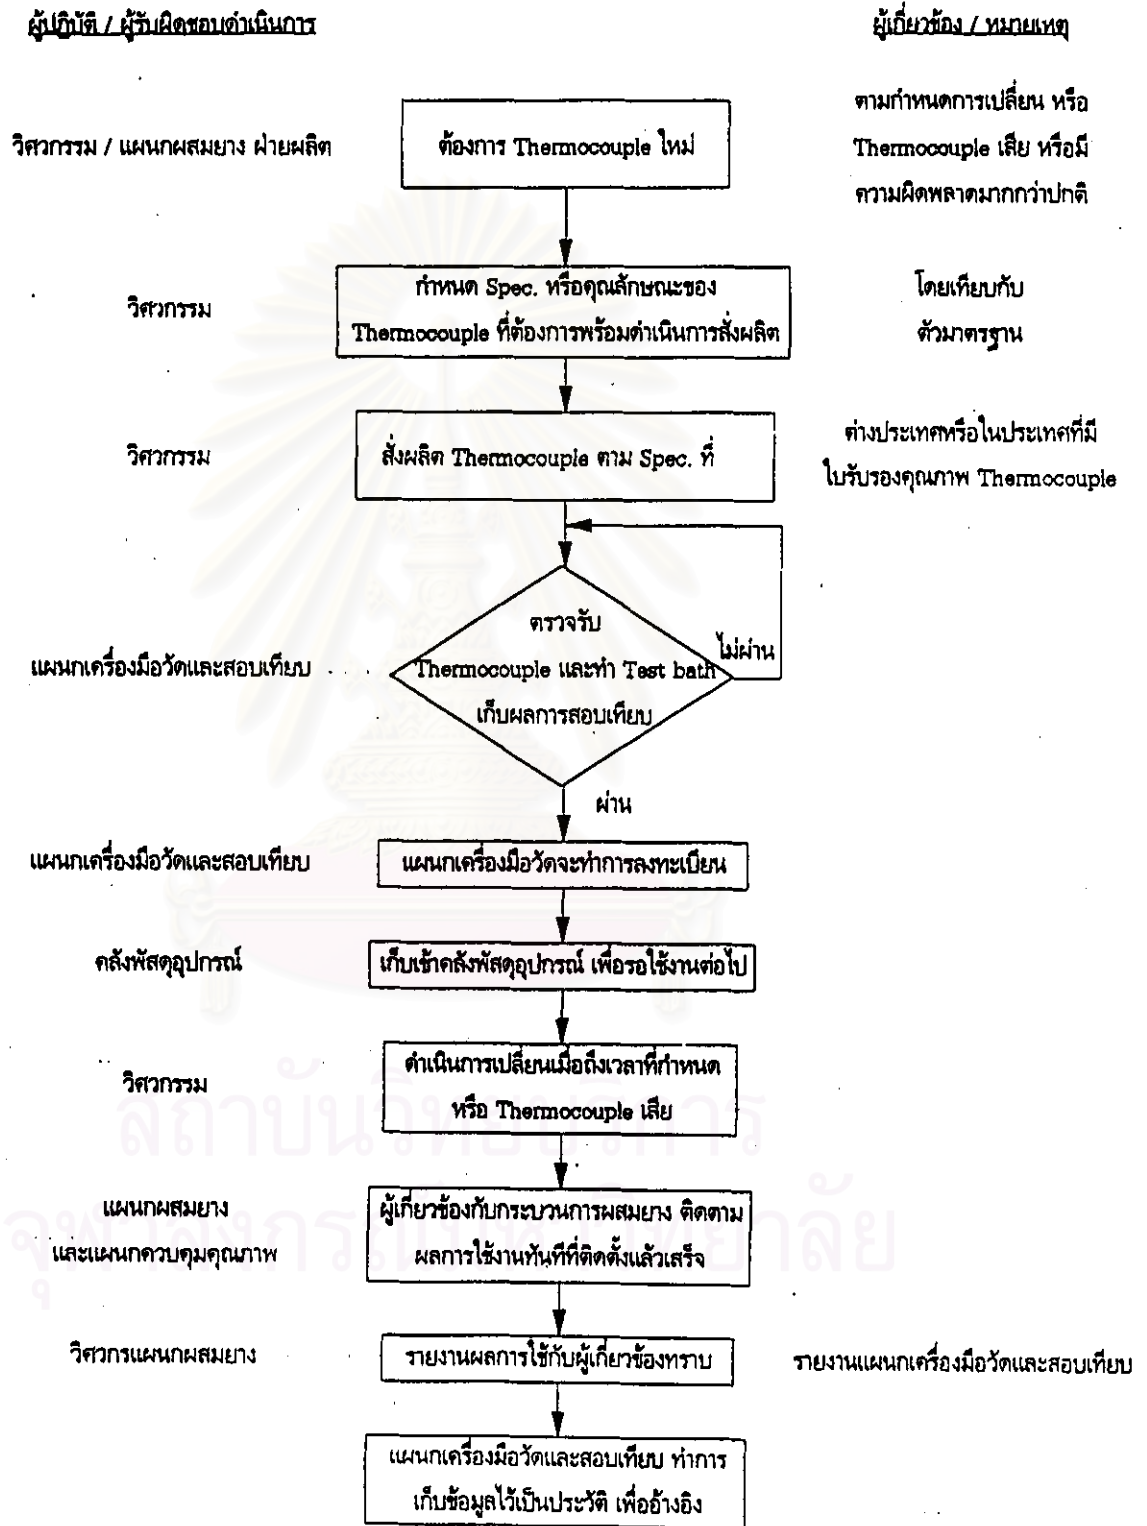 ผู้ปฏิบัติ / ผู้รับผิดชอบดำเนินการ
ผู้เกี่ยวข้อง / หมายเหตุ
วิศวกรรม / แผนกผสมยาง ฝ่ายผลิต
ต้องการ Thermocouple ใหม่
ตามกำหนดการเปลี่ยน หรือ
Thermocouple เสีย หรือมี
ความผิดพลาดมากกว่าปกติ
วิศวกรรม
กำหนด Spec. หรือคุณลักษณะของ
Thermocouple ที่ต้องการพร้อมดำเนินการสั่งผลิต
โดยเทียบกับ
ตัวมาตรฐาน
วิศวกรรม
สั่งผลิต Thermocouple ตาม Spec. ที่
ต่างประเทศหรือในประเทศที่มี
ใบรับรองคุณภาพ Thermocouple
แผนกเครื่องมือวัดและสอบเทียบ
ตรวจรับ
Thermocouple และทำ Test bath
เก็บผลการสอบเทียบ
ไม่ผ่าน
ผ่าน
แผนกเครื่องมือวัดและสอบเทียบ
แผนกเครื่องมือวัดจะทำการลงทะเบียน
คลังพัสดุอุปกรณ์
เก็บเข้าคลังพัสดุอุปกรณ์ เพื่อรอใช้งานต่อไป
วิศวกรรม
ดำเนินการเปลี่ยนเมื่อถึงเวลาที่กำหนด
หรือ Thermocouple เสีย
แผนกผสมยาง
และแผนกควบคุมคุณภาพ
ผู้เกี่ยวข้องกับกระบวนการผสมยาง ติดตาม
ผลการใช้งานทันทีที่ติดตั้งแล้วเสร็จ
วิศวกรแผนกผสมยาง
รายงานผลการใช้กับผู้เกี่ยวข้องทราบ
รายงานแผนกเครื่องมือวัดและสอบเทียบ
แผนกเครื่องมือวัดและสอบเทียบ ทำการ
เก็บข้อมูลไว้เป็นประวัติ เพื่ออ้างอิง
สถาบันวิทยบริการ
จุฬาลงกรณ์มหาวิทยาลัย